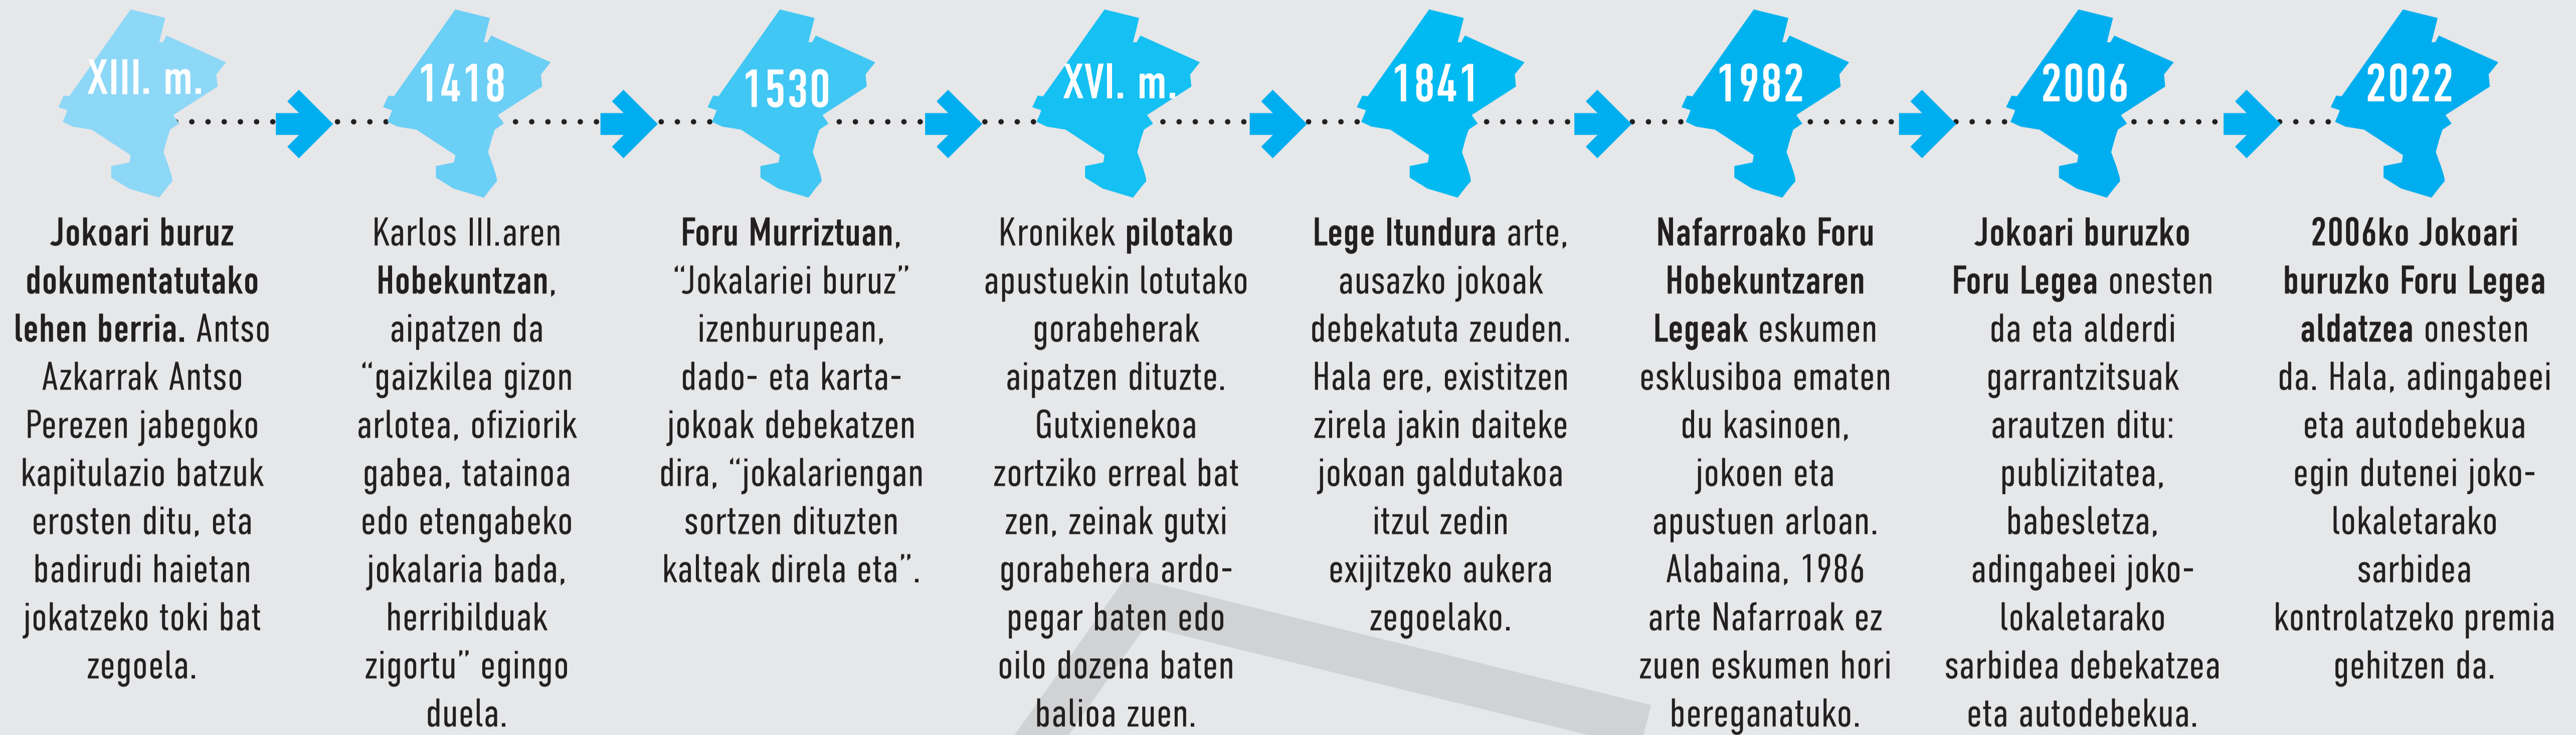 XIII. m.
Jokoari buruz
dokumentatutako
lehen berria. Antso
Azkarrak Antso
Perezen jabegoko
kapitulazio batzuk
erosten ditu, eta
badirudi haietan
jokatzeko toki bat
zegoela.
1418
Karlos III.aren
Hobekuntzan,
aipatzen da
“gaizkilea gizon
arlotea, ofiziorik
gabea, tatainoa
edo etengabeko
jokalaria bada,
herribilduak
zigortu” egingo
duela.
1530
Foru Murriztuan,
“Jokalariei buruz”
izenburupean,
dado- eta karta-
jokoak debekatzen
dira, “jokalariengan
sortzen dituzten
kalteak direla eta”.
XVI. m.
Kronikek pilotako
apustuekin lotutako
gorabeherak
aipatzen dituzte.
Gutxienekoa
zortziko erreal bat
zen, zeinak gutxi
gorabehera ardo-
pegar baten edo
oilo dozena baten
balioa zuen.
1841
Lege Itundura arte,
ausazko jokoak
debekatuta zeuden.
Hala ere, existitzen
zirela jakin daiteke
jokoan galdutakoa
itzul zedin
exijitzeko aukera
zegoelako.
1982
Nafarroako Foru
Hobekuntzaren
Legeak eskumen
esklusiboa ematen
du kasinoen,
jokoen eta
apustuen arloan.
Alabaina, 1986
arte Nafarroak ez
zuen eskumen hori
bereganatuko.
2006
Jokoari buruzko
Foru Legea onesten
da eta alderdi
garrantzitsuak
arautzen ditu:
publizitatea,
babesletza,
adingabeei joko-
lokaletarako
sarbidea debekatzea
eta autodebekua.
2022
2006ko Jokoari
buruzko Foru Legea
aldatzea onesten
da. Hala, adingabeei
eta autodebekua
egin dutenei joko-
lokaletarako
sarbidea
kontrolatzeko premia
gehitzen da.